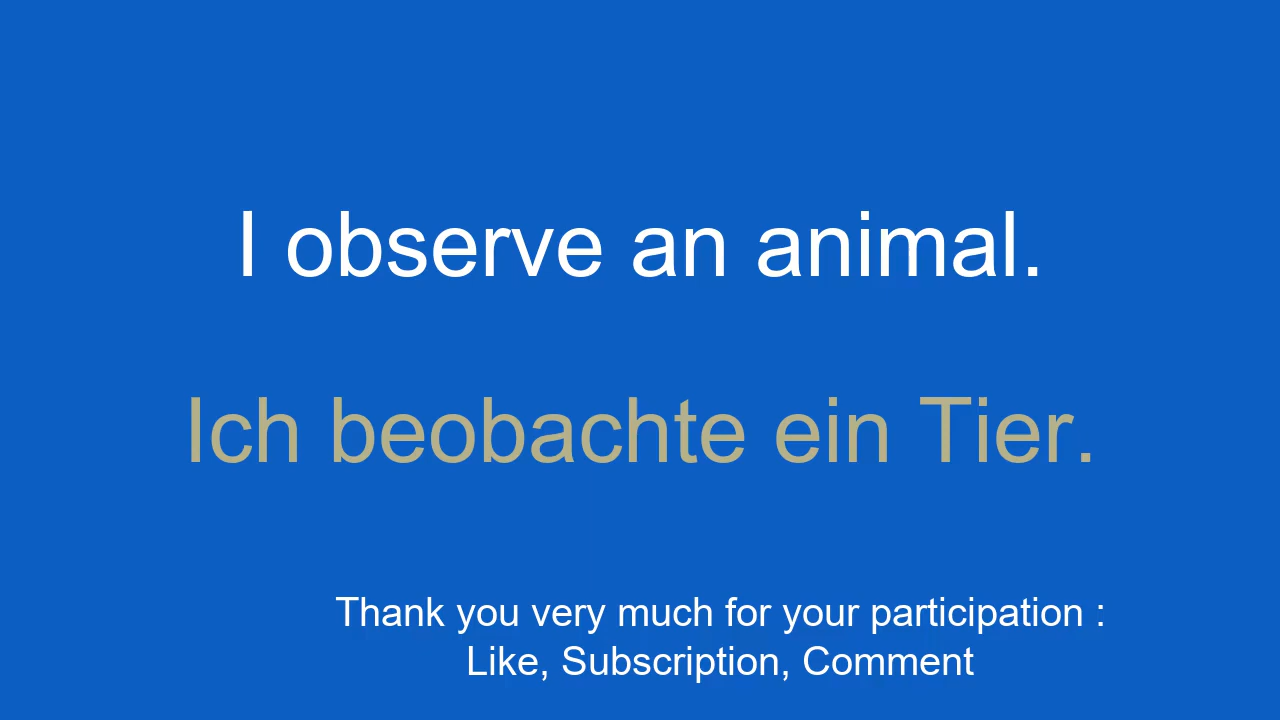 I observe an animal.
Ich beobachte ein Tier.
Thank you very much for your participation :
Like, Subscription, Comment